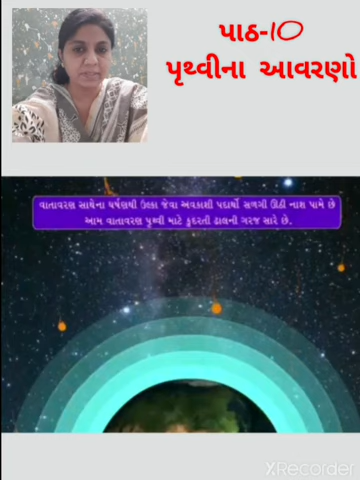 પાઠ-10
પૃથ્વીના આવરણો
વાતાવરણ સાથેના ઘર્ષણથી ઉલ્કા જેવા અવકાશી પદાર્થો સળગી ઊઠી નાશ પામે છે
આમ વાતાવરણ પૃથ્વી માટે કુદરતી ઢાલની ગરજ સારે છે.
XRecorder